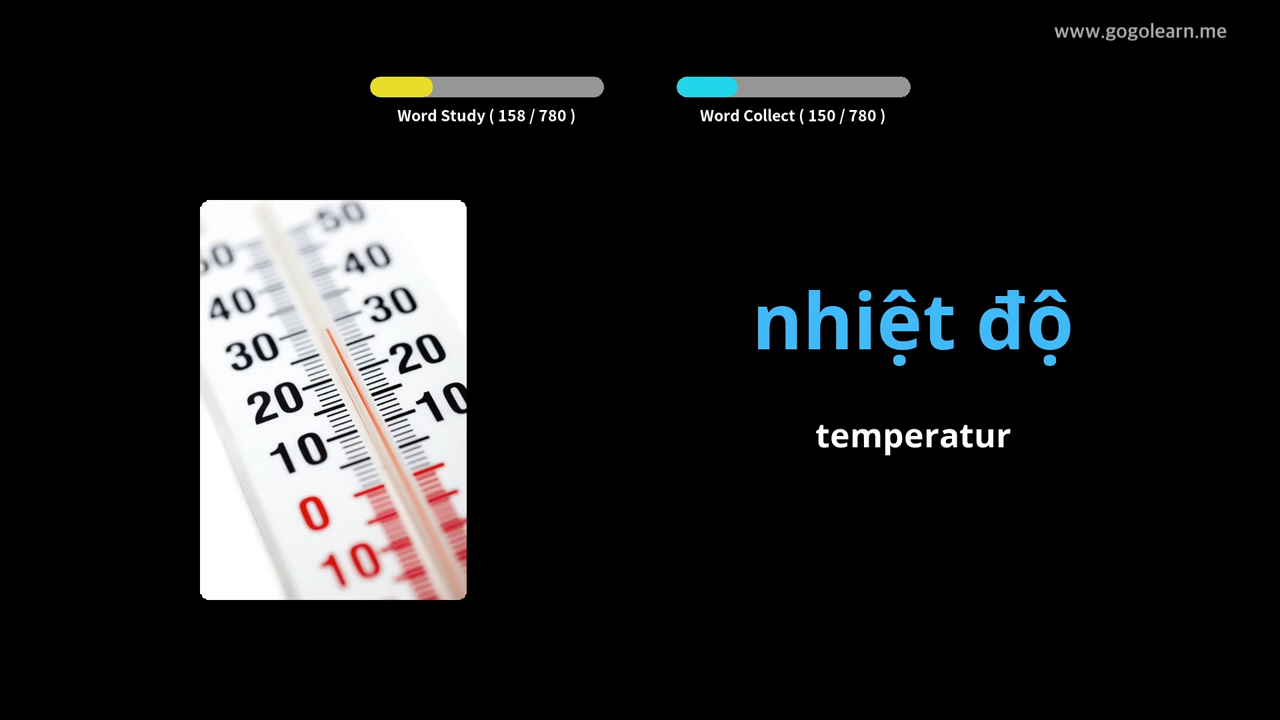 www.gogolearn.me
Word Study ( 158 / 780 )
Word Collect ( 150 / 780 )
50
50
40
40
30
30
20
20
10
10
0
10
nhiệt độ
temperatur